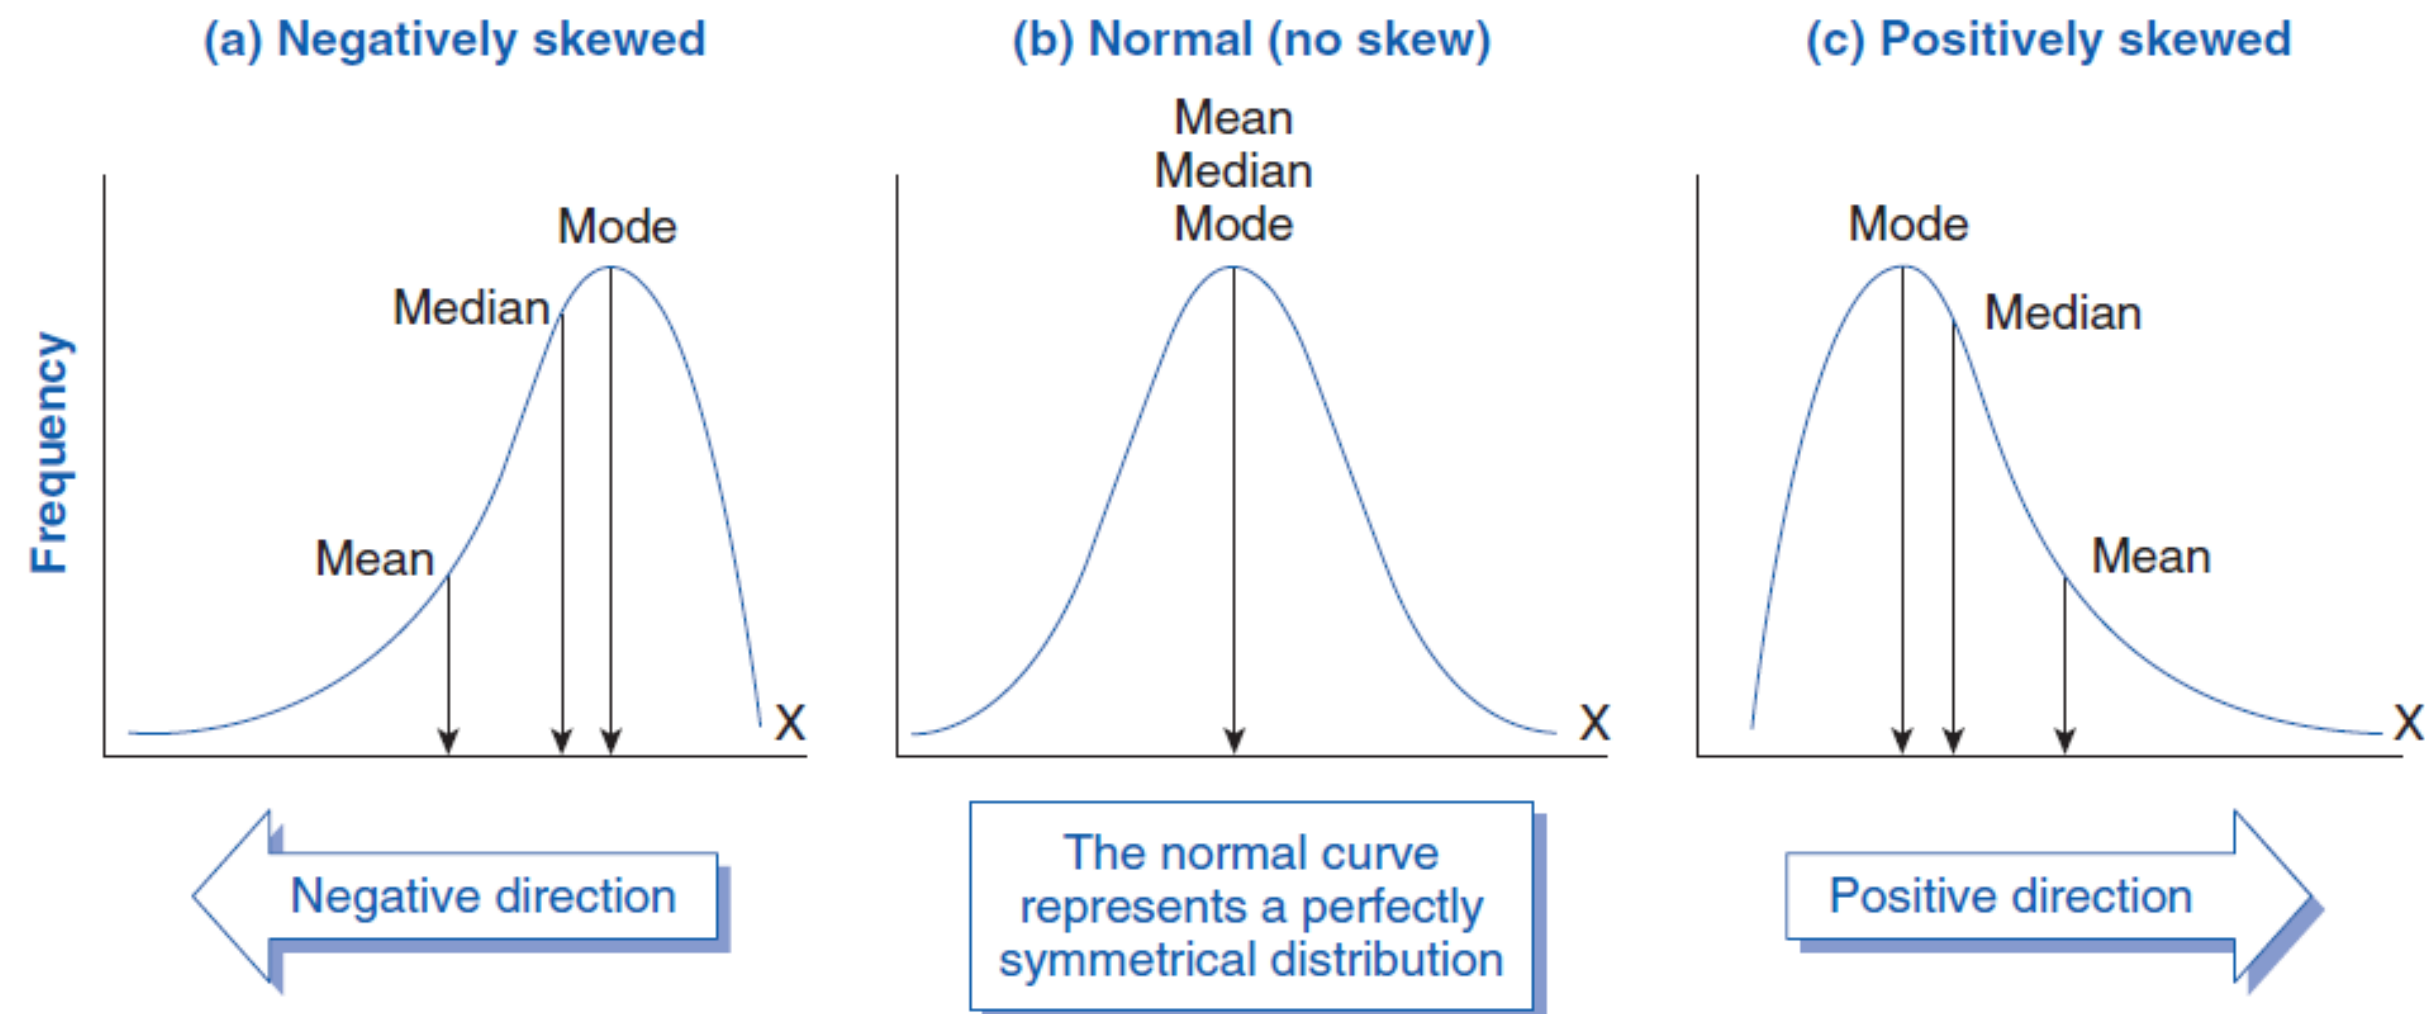 (a) Negatively skewed
(b) Normal (no skew)
(c) Positively skewed
Frequency
Mean
Median
Mode
X
Mean
Median
Mode
X
Mode
Median
Mean
X
Negative direction
The normal curve
represents a perfectly
symmetrical distribution
Positive direction